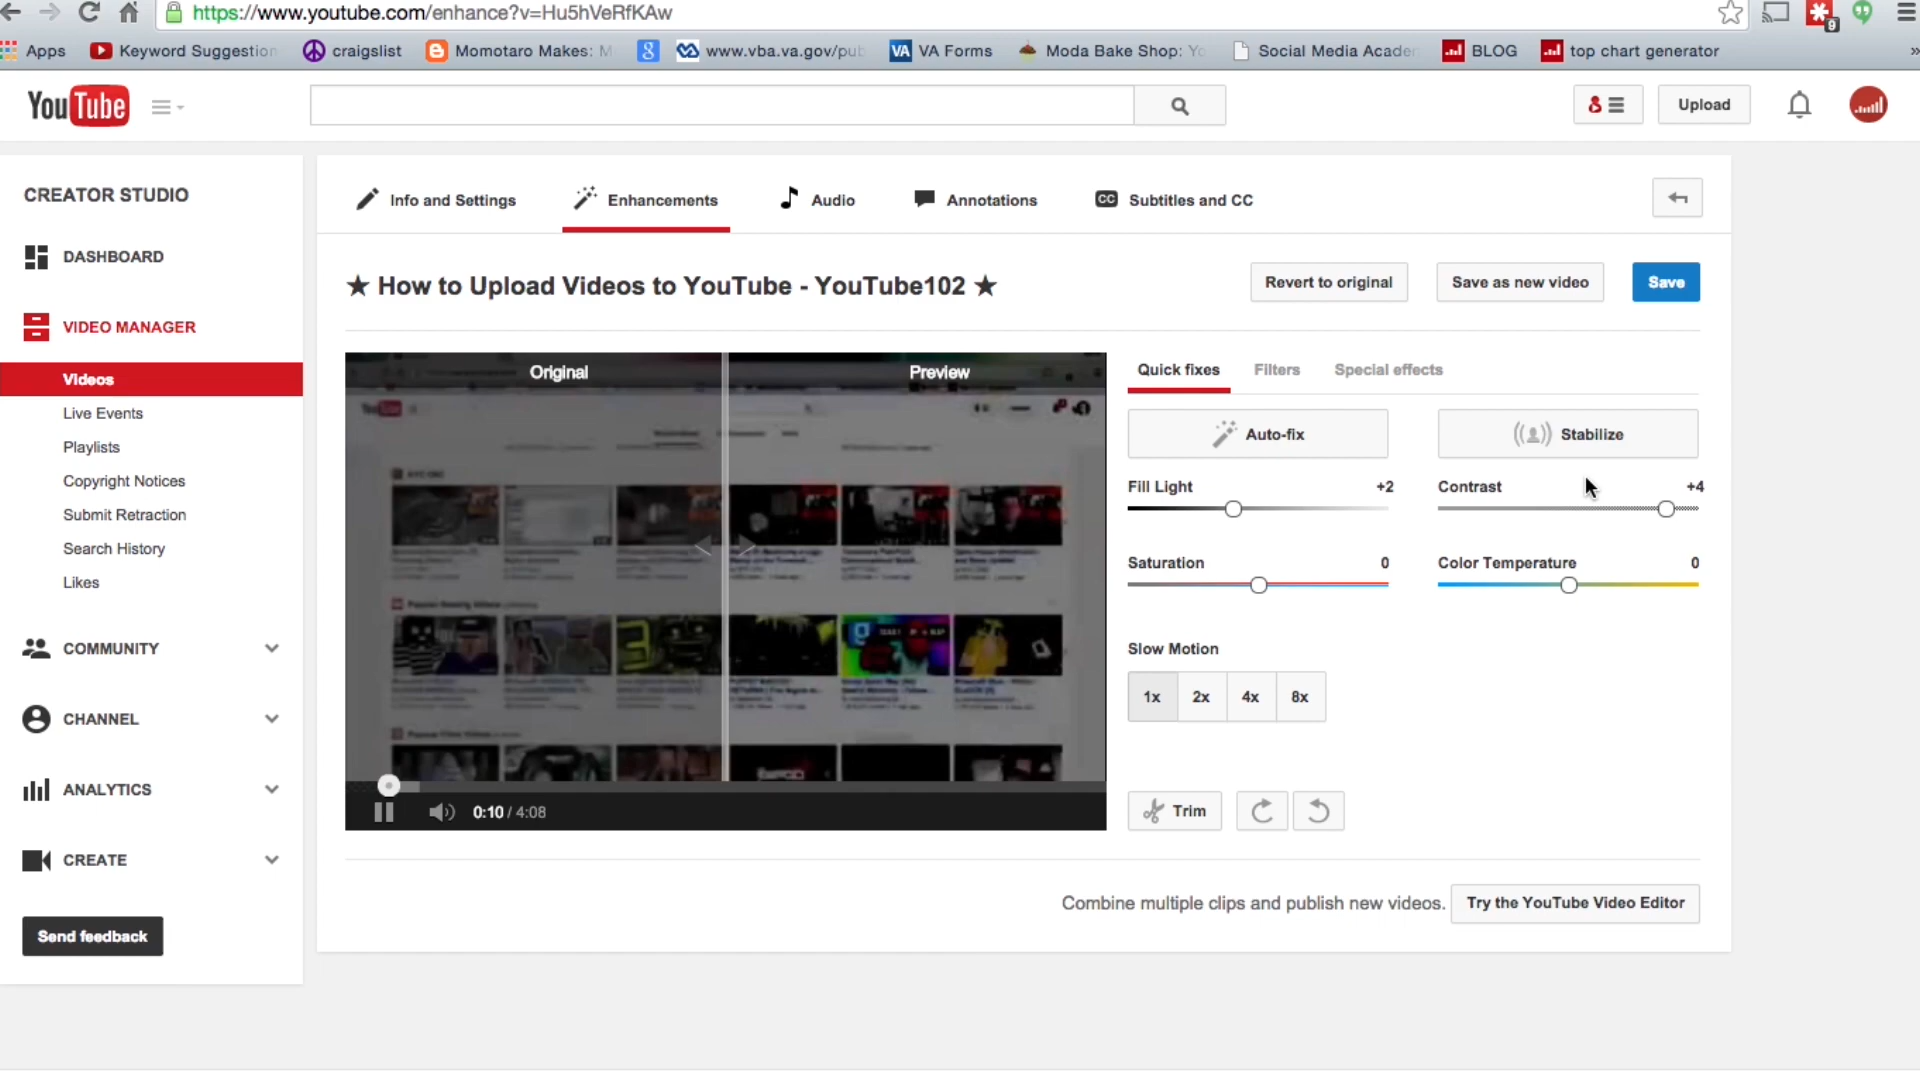 https://www.youtube.com/enhance?v=Hu5hVeRfKAw
Apps Keyword Suggestion craigslist Momotaro Makes: M www.vba.va.gov/pub VA Forms Moda Bake Shop: Yo Social Media Acade BLOG top chart generator »
9
YouTube
Upload
CREATOR STUDIO
DASHBOARD
VIDEO MANAGER
Videos
Live Events
Playlists
Copyright Notices
Submit Retraction
Search History
Likes
COMMUNITY
CHANNEL
ANALYTICS
CREATE
Send feedback
Info and Settings Enhancements Audio Annotations CC Subtitles and CC
★ How to Upload Videos to YouTube - YouTube102 ★
Revert to original Save as new video Save
Original Preview
0:10 / 4:08
Quick fixes Filters Special effects
Auto-fix Stabilize
Fill Light +2 Contrast +4
Saturation 0 Color Temperature 0
Slow Motion
1x 2x 4x 8x
Trim
Combine multiple clips and publish new videos. Try the YouTube Video Editor